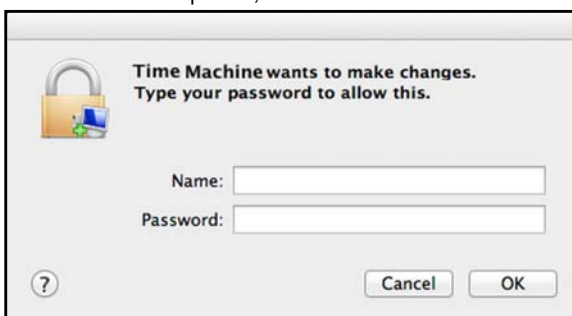 Time Machine wants to make changes.
Type your password to allow this.
Name:
Password:
?
Cancel
OK